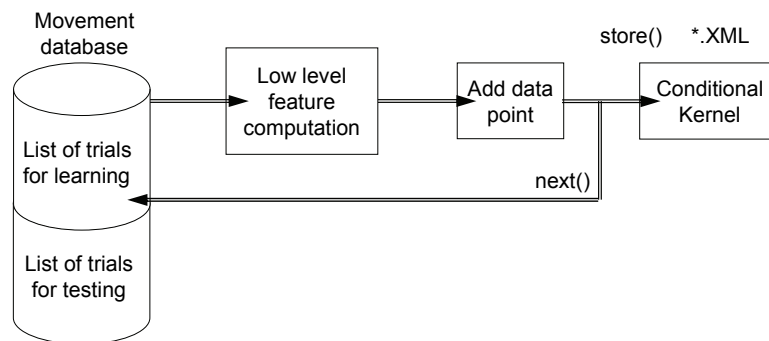 Movement
database
store() *.XML
Low level
feature
computation
Add data
point
Conditional
Kernel
List of trials
for learning
next()
List of trials
for testing